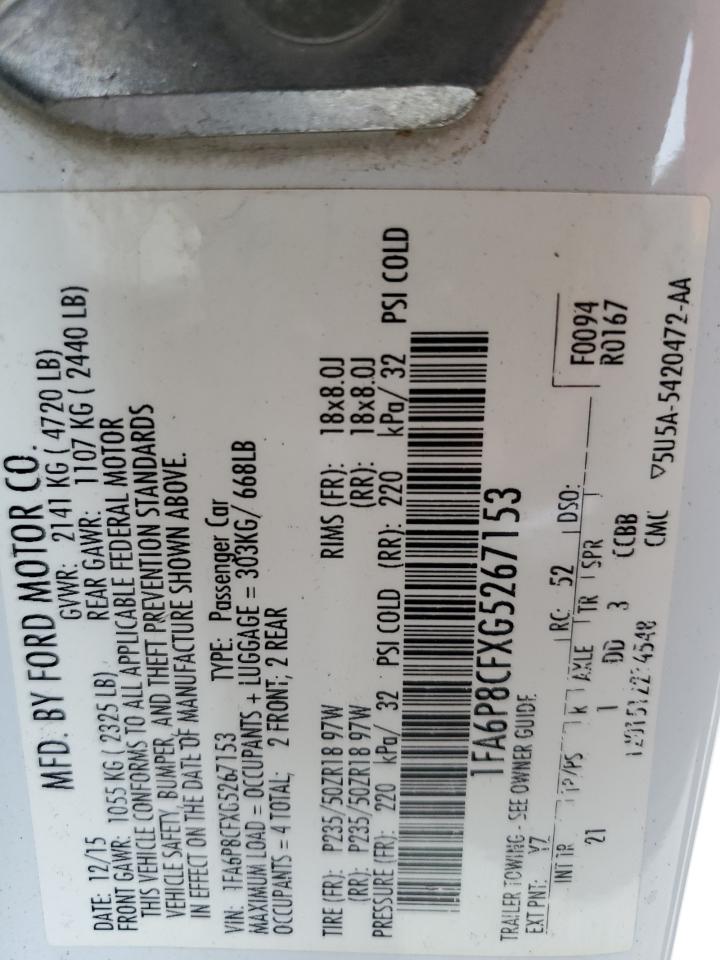 MFD. BY FORD MOTOR CO.
DATE: 12/15 GVWR: 2141 KG ( 4720 LB)
FRONT GAWR: 1055 KG ( 2325 LB) REAR GAWR: 1107 KG ( 2440 LB)
THIS VEHICLE CONFORMS TO ALL APPLICABLE FEDERAL MOTOR
VEHICLE SAFETY, BUMPER, AND THEFT PREVENTION STANDARDS
IN EFFECT ON THE DATE OF MANUFACTURE SHOWN ABOVE.
VIN: 1FA6P8CFXG5267153 TYPE: Passenger Car
MAXIMUM LOAD = OCCUPANTS + LUGGAGE = 303KG/ 668LB
OCCUPANTS = 4 TOTAL; 2 FRONT; 2 REAR
TIRE (FR): P235/50ZR18 97W RIMS (FR): 18x8.0J
(RR): P235/50ZR18 97W (RR): 18x8.0J
PRESSURE (FR): 220 kPa/ 32 PSI COLD (RR): 220 kPa/ 32 PSI COLD
1FA6P8CFXG5267153
TRAILER TOWING - SEE OWNER GUIDE.
EXT PNT: YZ RC: 52 DSO:
INT TR TP/PS R AXLE TR SPR F0094
21 1 DD 3 CCBB R0167
CMC ▽5U5A-5420472-AA